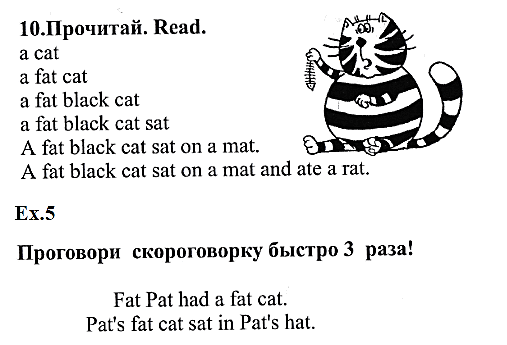 10.Прочитай. Read.
a cat
a fat cat
a fat black cat
a fat black cat sat
A fat black cat sat on a mat.
A fat black cat sat on a mat and ate a rat.
Ex.5
Проговори скороговорку быстро 3 раза!
Fat Pat had a fat cat.
Pat's fat cat sat in Pat's hat.